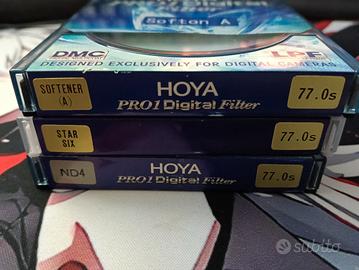 Softon A
DMC
LPF
DESIGNED EXCLUSIVELY FOR DIGITAL CAMERAS
SOFTENER
(A)
HOYA
PRO1 Digital Filter
77.0s
STAR
SIX
77.0s
ND4
HOYA
PRO1 Digital Filter
77.0s
subito